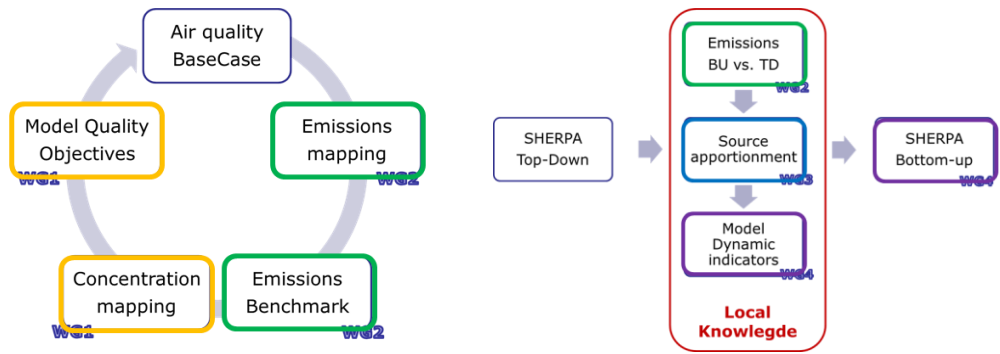 Air quality
BaseCase
Model Quality
Objectives
WG1
Emissions
mapping
WG2
Concentration
mapping
WG1
Emissions
Benchmark
WG2
SHERPA
Top-Down
Emissions
BU vs. TD
WG2
Source
apportionment
WG3
Model
Dynamic
indicators
WG4
Local
Knowlegde
SHERPA
Bottom-up
WG4